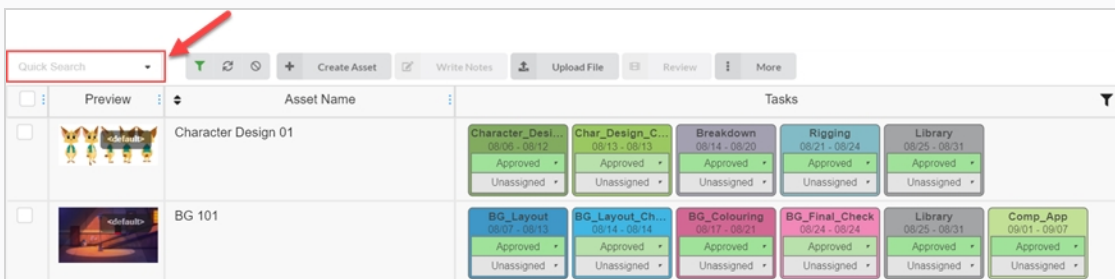 Quick Search
Create Asset
Write Notes
Upload File
Review
More
Preview
Asset Name
Tasks
<default>
Character Design 01
Character_Desi... Char_Design_C... Breakdown Rigging Library
08/06 - 08/12 08/13 - 08/13 08/14 - 08/20 08/21 - 08/24 08/25 - 08/31
Approved Approved Approved Approved Approved
Unassigned Unassigned Unassigned Unassigned Unassigned
<default>
BG 101
BG_Layout BG_Layout_Ch... BG_Colouring BG_Final_Check Library Comp_App
08/07 - 08/13 08/14 - 08/14 08/17 - 08/21 08/24 - 08/24 08/25 - 08/31 09/01 - 09/07
Approved Approved Approved Approved Approved Approved
Unassigned Unassigned Unassigned Unassigned Unassigned Unassigned